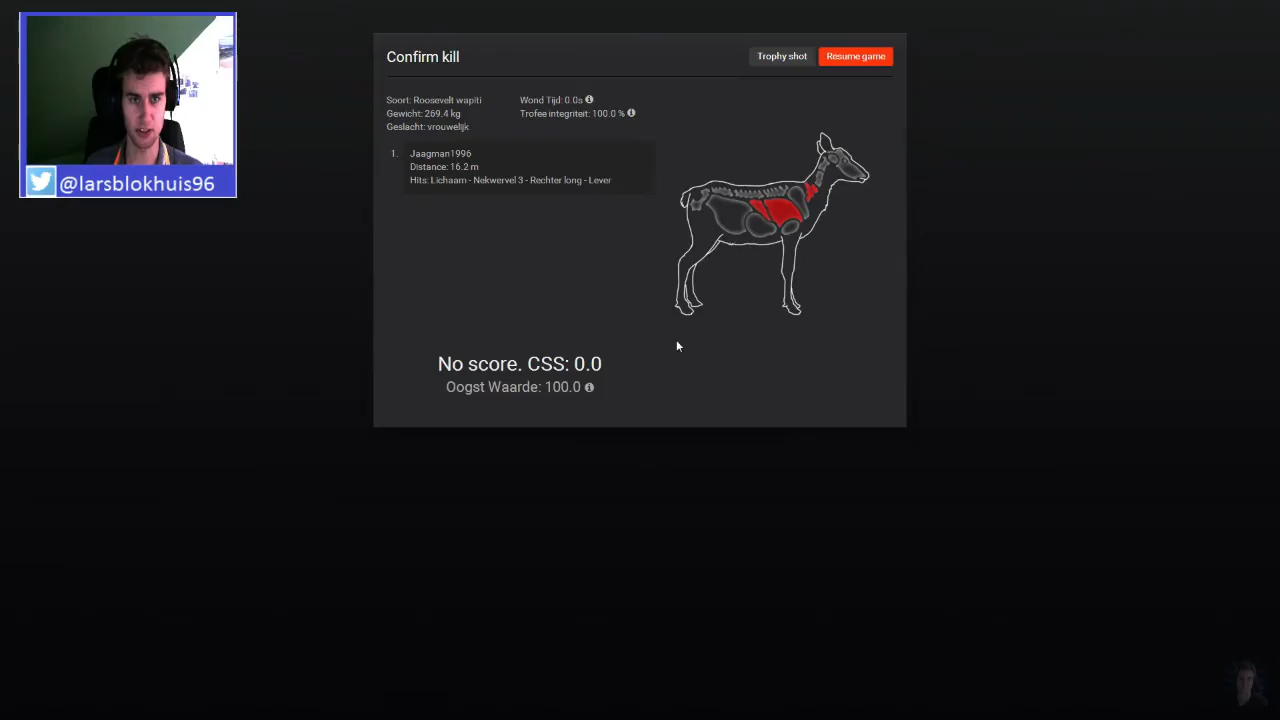 @larsblokhuis96
Confirm kill
Trophy shot
Resume game
Soort: Roosevelt wapiti
Gewicht: 269.4 kg
Geslacht: vrouwelijk
Wond Tijd: 0.0s
Trofee integriteit: 100.0 %
1. Jaagman1996
Distance: 16.2 m
Hits: Lichaam - Nekwervel 3 - Rechter long - Lever
No score. CSS: 0.0
Oogst Waarde: 100.0